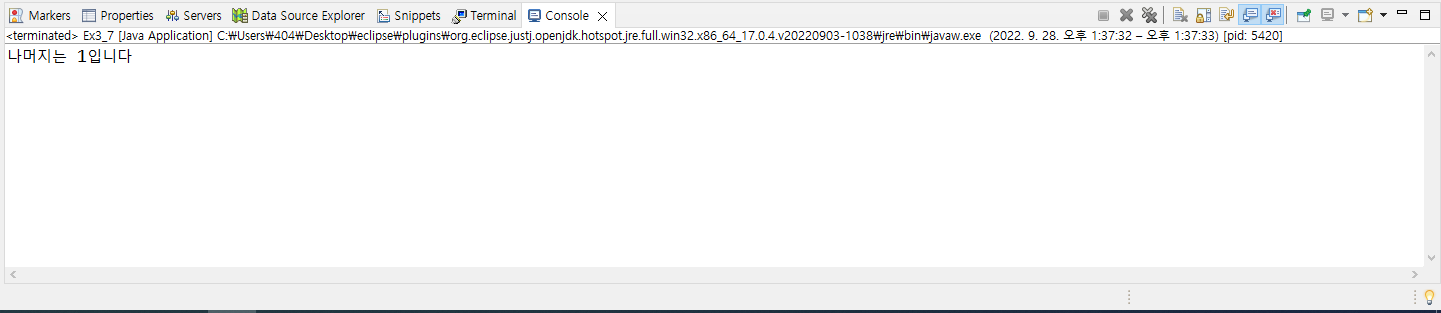 Markers Properties Servers Data Source Explorer Snippets Terminal Console
<terminated> Ex3_7 [Java Application] C:₩Users₩404₩Desktop₩eclipse₩plugins₩org.eclipse.justj.openjdk.hotspot.jre.full.win32.x86_64_17.0.4.v20220903-1038₩jre₩bin₩javaw.exe (2022. 9. 28. 오후 1:37:32 – 오후 1:37:33) [pid: 5420]
나머지는 1입니다